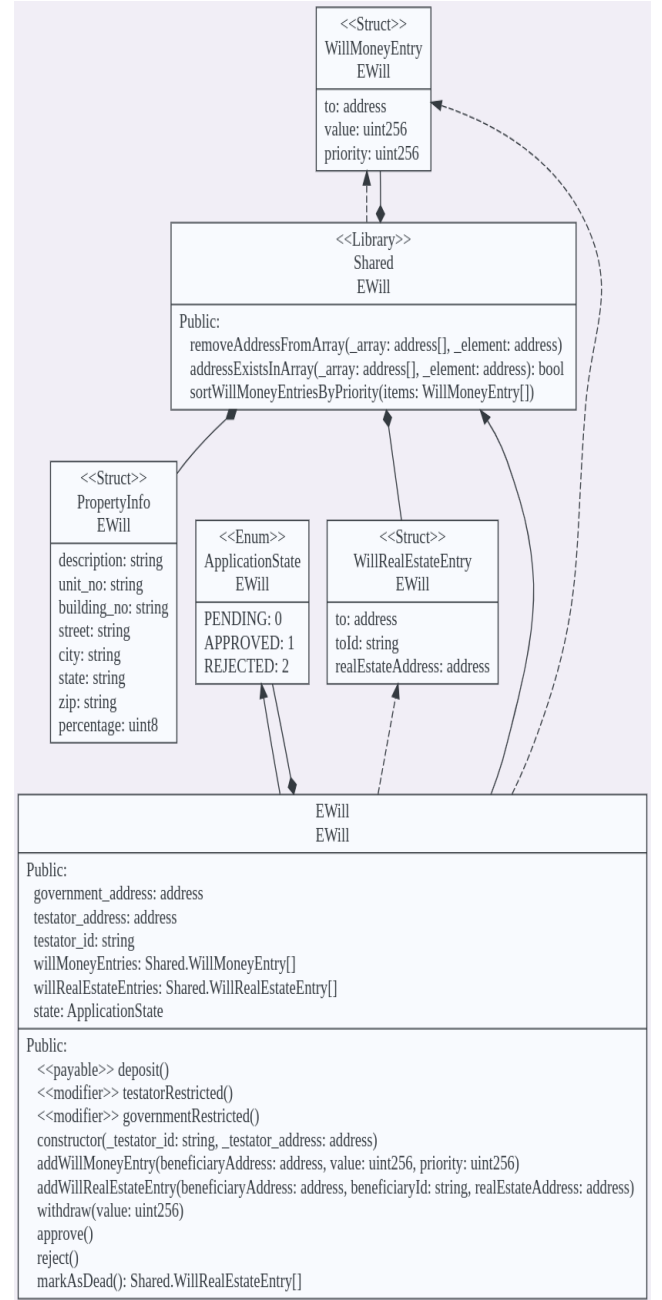 <<Struct>>
WillMoneyEntry
EWill
to: address
value: uint256
priority: uint256
<<Library>>
Shared
EWill
Public:
removeAddressFromArray(_array: address[], _element: address)
addressExistsInArray(_array: address[], _element: address): bool
sortWillMoneyEntriesByPriority(items: WillMoneyEntry[])
<<Struct>>
PropertyInfo
EWill
description: string
unit_no: string
building_no: string
street: string
city: string
state: string
zip: string
percentage: uint8
<<Enum>>
ApplicationState
EWill
PENDING: 0
APPROVED: 1
REJECTED: 2
<<Struct>>
WillRealEstateEntry
EWill
to: address
toId: string
realEstateAddress: address
EWill
EWill
Public:
government_address: address
testator_address: address
testator_id: string
willMoneyEntries: Shared.WillMoneyEntry[]
willRealEstateEntries: Shared.WillRealEstateEntry[]
state: ApplicationState
Public:
<<payable>> deposit()
<<modifier>> testatorRestricted()
<<modifier>> governmentRestricted()
constructor(_testator_id: string, _testator_address: address)
addWillMoneyEntry(beneficiaryAddress: address, value: uint256, priority: uint256)
addWillRealEstateEntry(beneficiaryAddress: address, beneficiaryId: string, realEstateAddress: address)
withdraw(value: uint256)
approve()
reject()
markAsDead(): Shared.WillRealEstateEntry[]